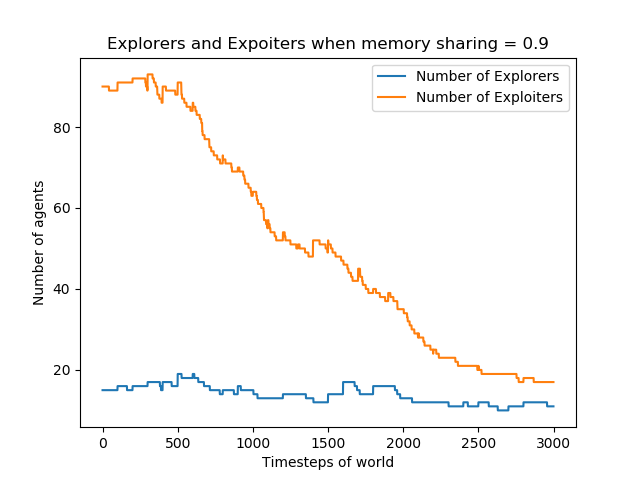 Explorers and Expoiters when memory sharing = 0.9
Number of Explorers
Number of Exploiters
Number of agents
80
60
40
20
0 500 1000 1500 2000 2500 3000
Timesteps of world